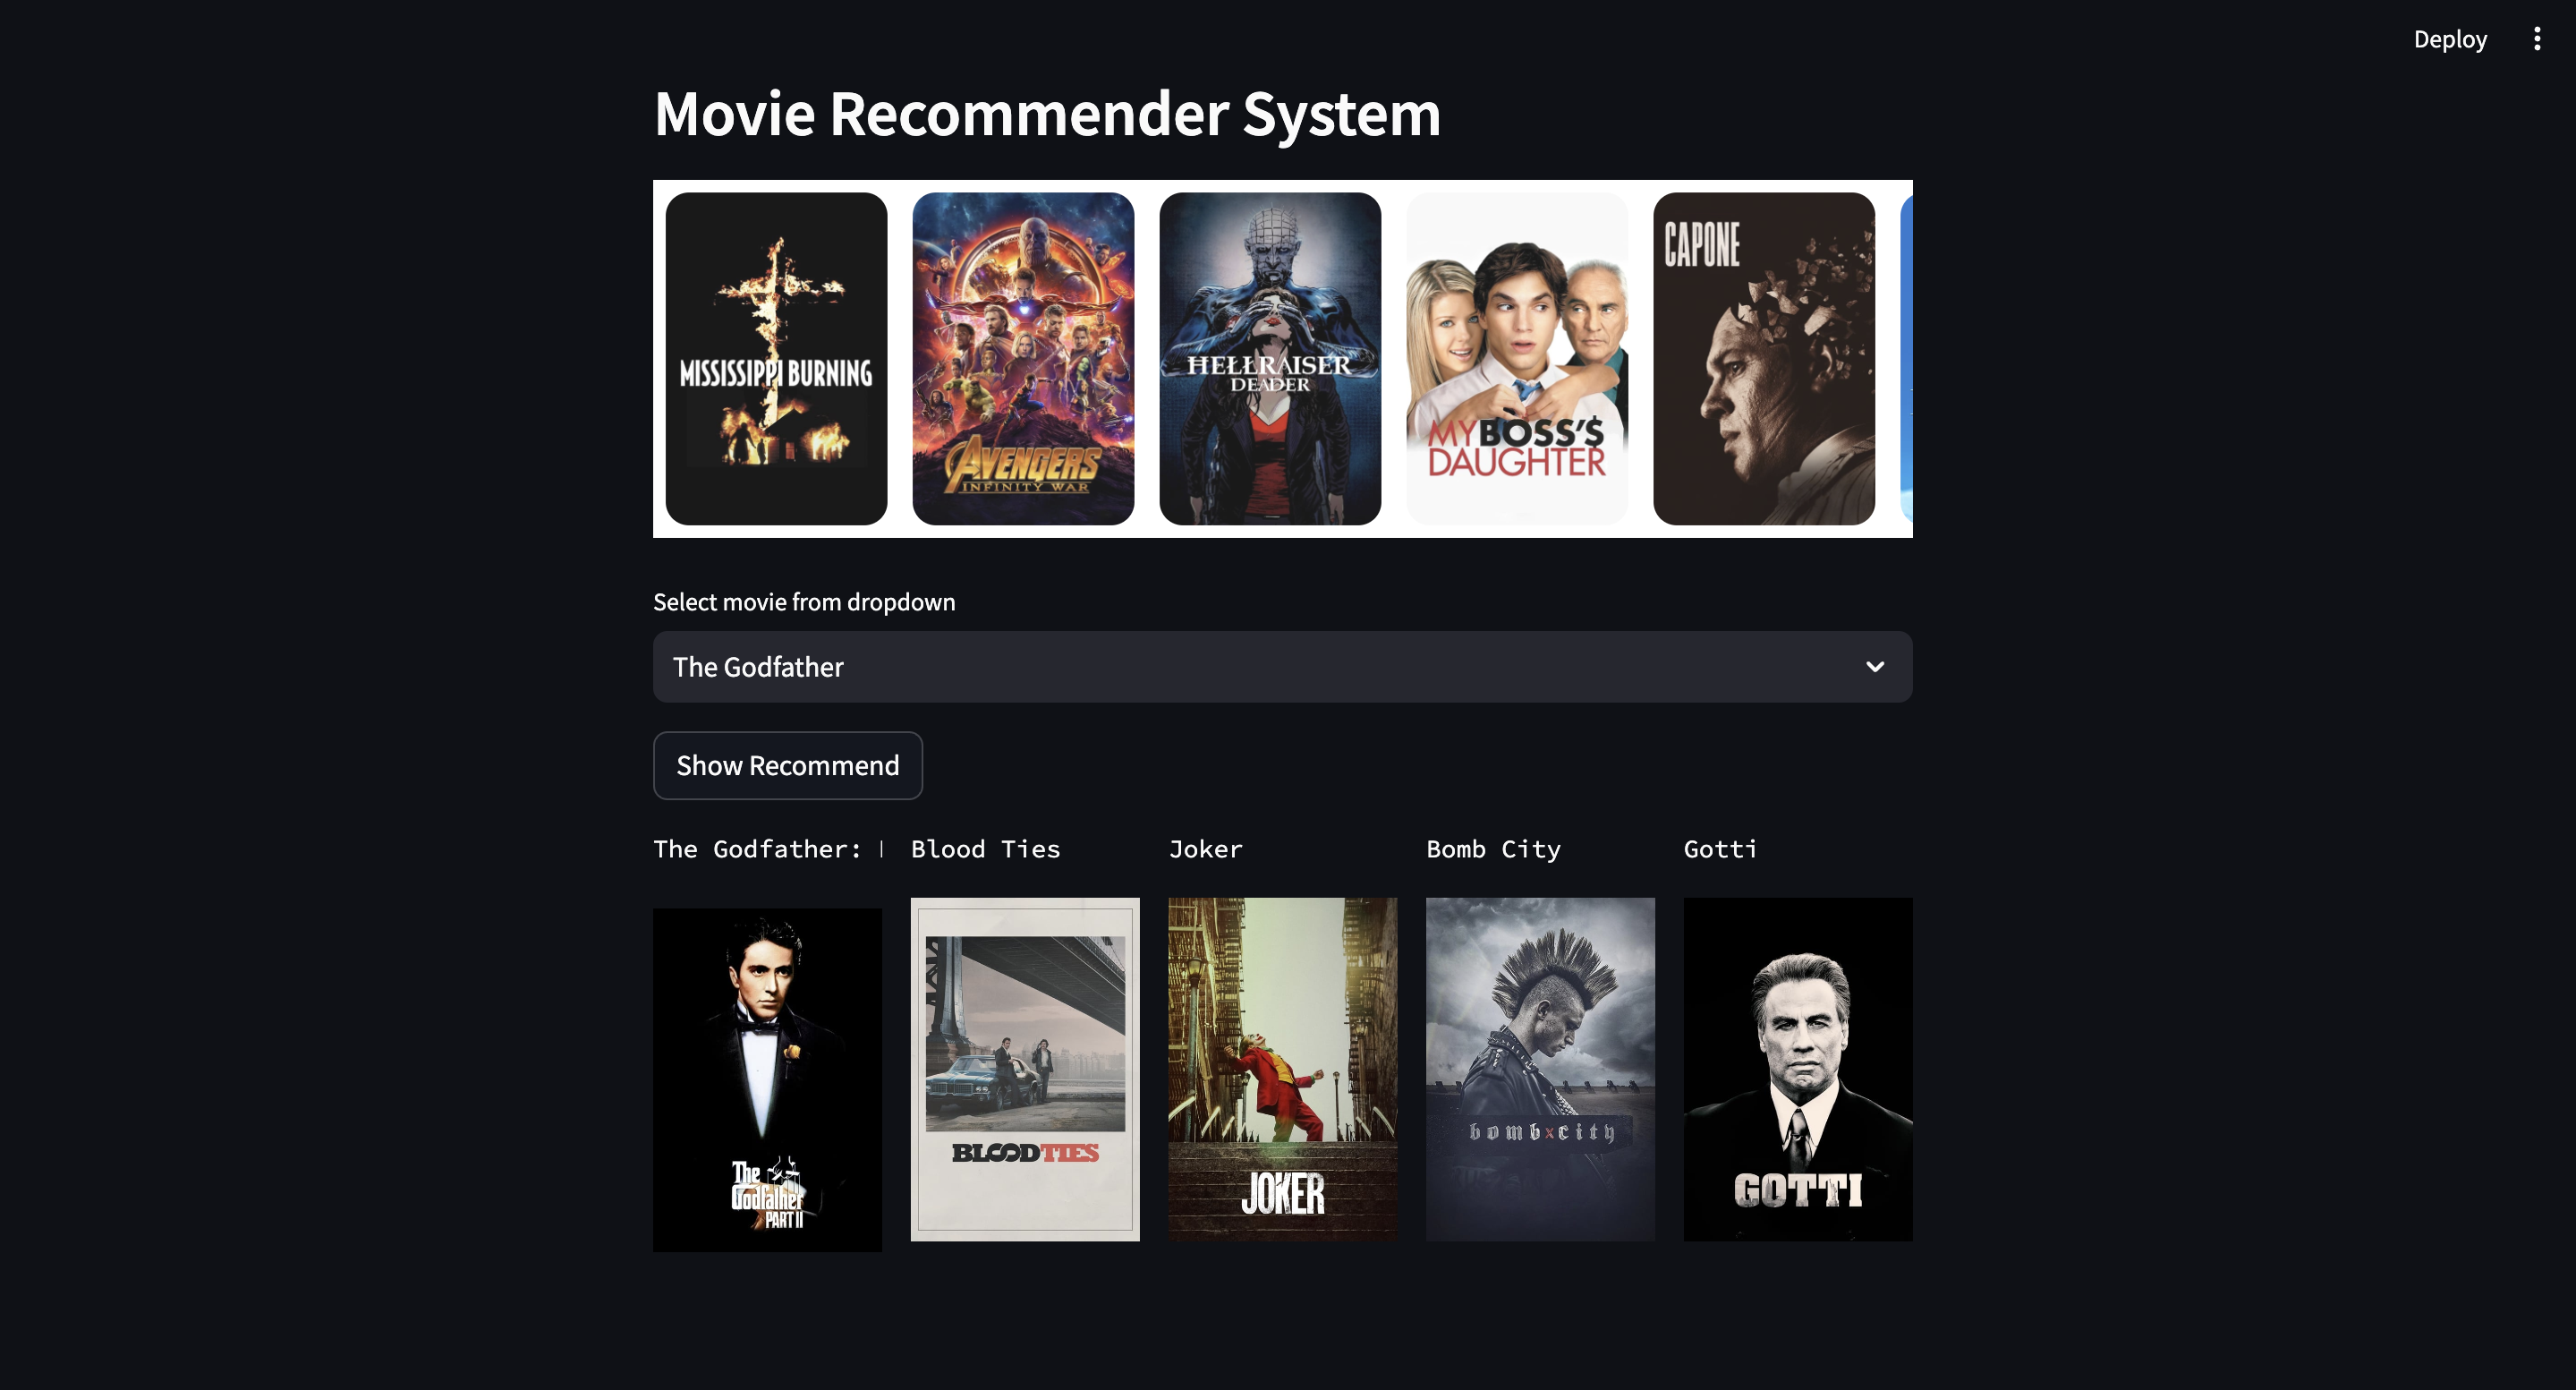 Deploy
Movie Recommender System
MISSISSIPPI BURNING
AVENGERS
INFINITY WAR
HELLRAISER
DEADER
MY BOSS'$
DAUGHTER
CAPONE
Select movie from dropdown
The Godfather
Show Recommend
The Godfather:
Blood Ties
Joker
Bomb City
Gotti
The
Godfather
PART II
BLOOD TIES
JOKER
bomb x city
GOTTI